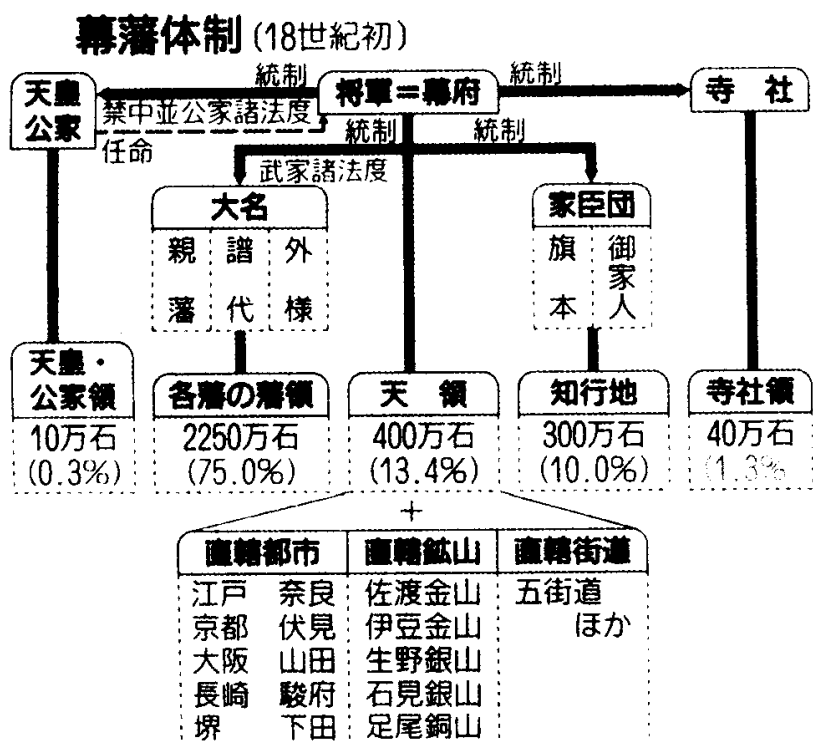 幕藩体制(18世紀初)
天皇
公家
統制
将軍=幕府
統制
寺社
禁中並公家諸法度
任命
統制
統制
武家諸法度
大名
親藩
譜代
外様
家臣団
旗本
御家人
天皇・
公家領
10万石
(0.3%)
各藩の藩領
2250万石
(75.0%)
天領
400万石
(13.4%)
知行地
300万石
(10.0%)
寺社領
40万石
(1.3%
+
直轄都市
江戸 奈良
京都 伏見
大阪 山田
長崎 駿府
堺 下田
直轄鉱山
佐渡金山
伊豆金山
生野銀山
石見銀山
足尾銅山
直轄街道
五街道
ほか